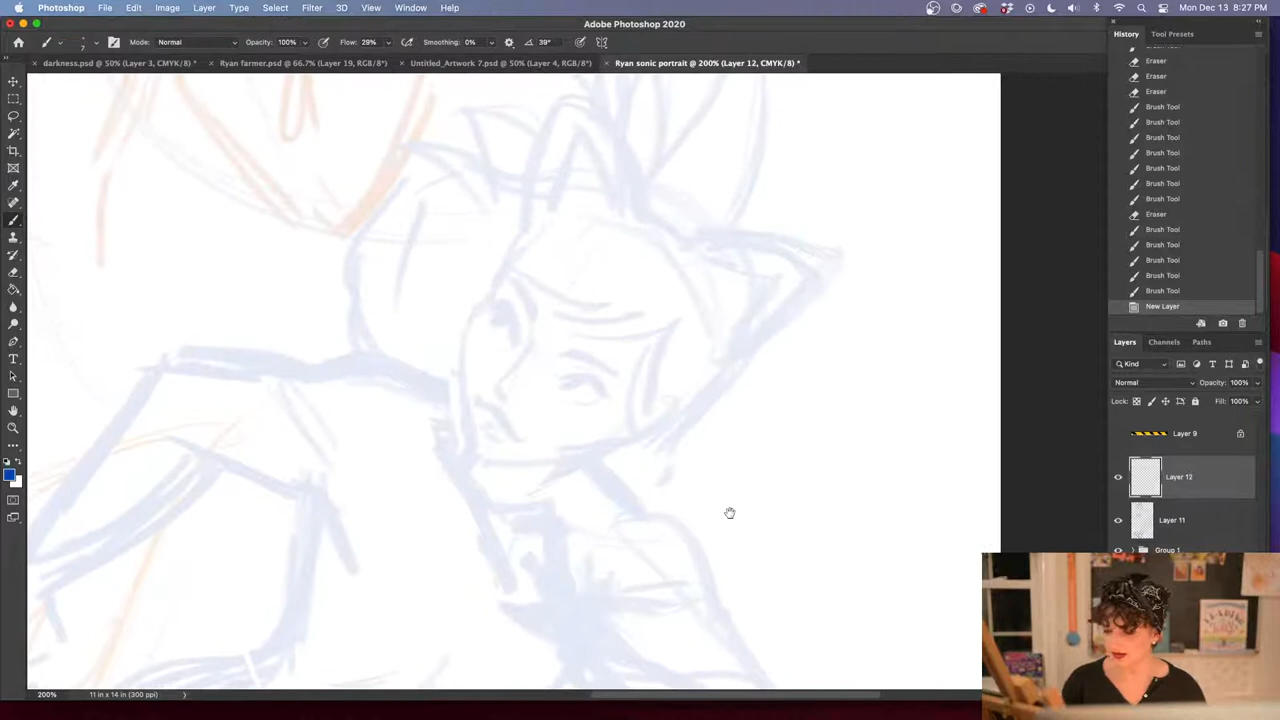 Photoshop File Edit Image Layer Type Select Filter 3D View Window Help Mon Dec 13 8:27 PM
Adobe Photoshop 2020
7 Mode: Normal Opacity: 100% Flow: 29% Smoothing: 0% 39°
darkness.psd @ 50% (Layer 3, CMYK/8) * Ryan farmer.psd @ 66.7% (Layer 19, RGB/8*) Untitled_Artwork 7.psd @ 50% (Layer 4, RGB/8*) Ryan sonic portrait @ 200% (Layer 12, CMYK/8) *
History Tool Presets
Eraser
Eraser
Eraser
Brush Tool
Brush Tool
Brush Tool
Brush Tool
Brush Tool
Brush Tool
Brush Tool
Eraser
Brush Tool
Brush Tool
Brush Tool
Brush Tool
Brush Tool
New Layer
Layers Channels Paths
Kind
Normal Opacity: 100%
Lock: Fill: 100%
Layer 9
Layer 12
Layer 11
Group 1
200% 11 in x 14 in (300 ppi)